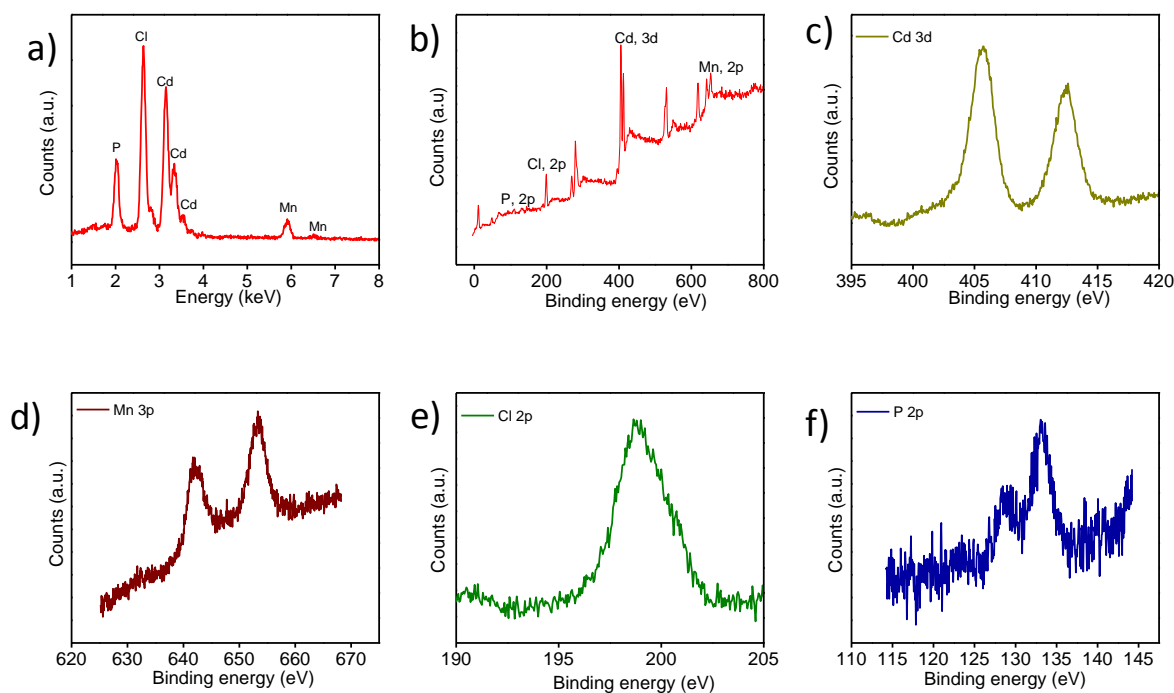 a)
Cl
Cd
P
Cd
Cd
Mn
Mn
Counts (a.u.)
1 2 3 4 5 6 7 8
Energy (keV)
b)
Cd, 3d
Mn, 2p
Cl, 2p
P, 2p
Counts (a.u)
0 200 400 600 800
Binding energy (eV)
c)
Cd 3d
Counts (a.u.)
395 400 405 410 415 420
Binding energy (eV)
d)
Mn 3p
Counts (a.u.)
620 630 640 650 660 670
Binding energy (eV)
e)
Cl 2p
Counts (a.u.)
190 195 200 205
Binding energy (eV)
f)
P 2p
Counts (a.u.)
110 115 120 125 130 135 140 145
Binding energy (eV)